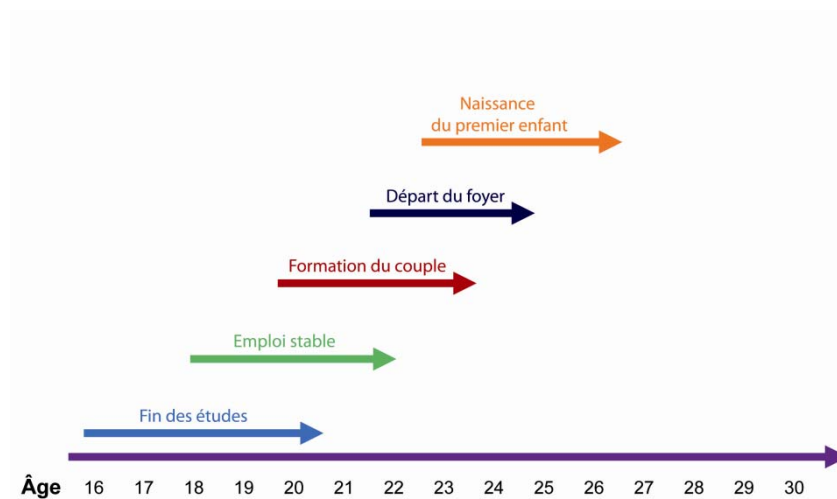 Naissance
du premier enfant
Départ du foyer
Formation du couple
Emploi stable
Fin des études
Âge 16 17 18 19 20 21 22 23 24 25 26 27 28 29 30